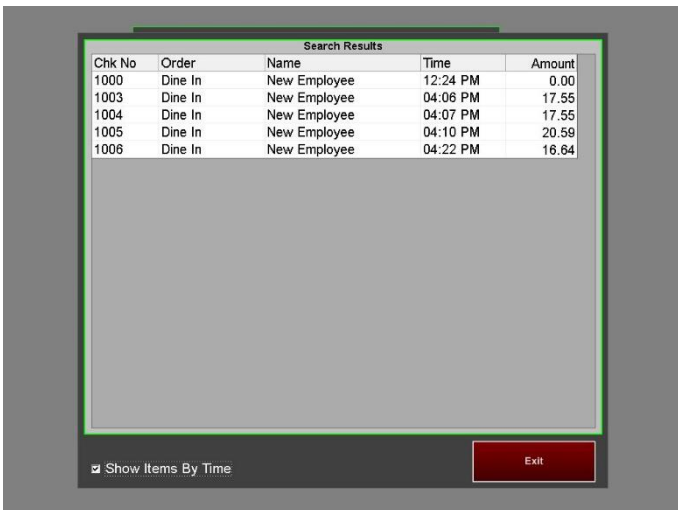 Search Results
Chk No Order Name Time Amount
1000 Dine In New Employee 12:24 PM 0.00
1003 Dine In New Employee 04:06 PM 17.55
1004 Dine In New Employee 04:07 PM 17.55
1005 Dine In New Employee 04:10 PM 20.59
1006 Dine In New Employee 04:22 PM 16.64
Show Items By Time
Exit